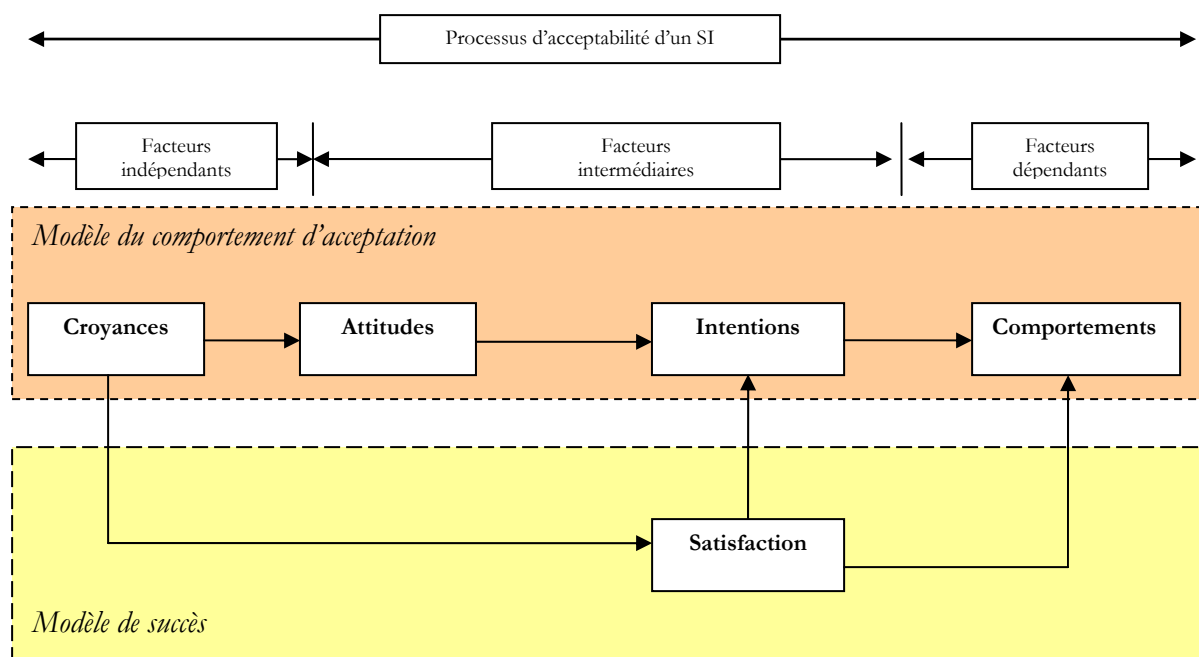 Processus d’acceptabilité d’un SI
Facteurs
indépendants
Facteurs
intermédiaires
Facteurs
dépendants
Modèle du comportement d’acceptation
Croyances
Attitudes
Intentions
Comportements
Satisfaction
Modèle de succès